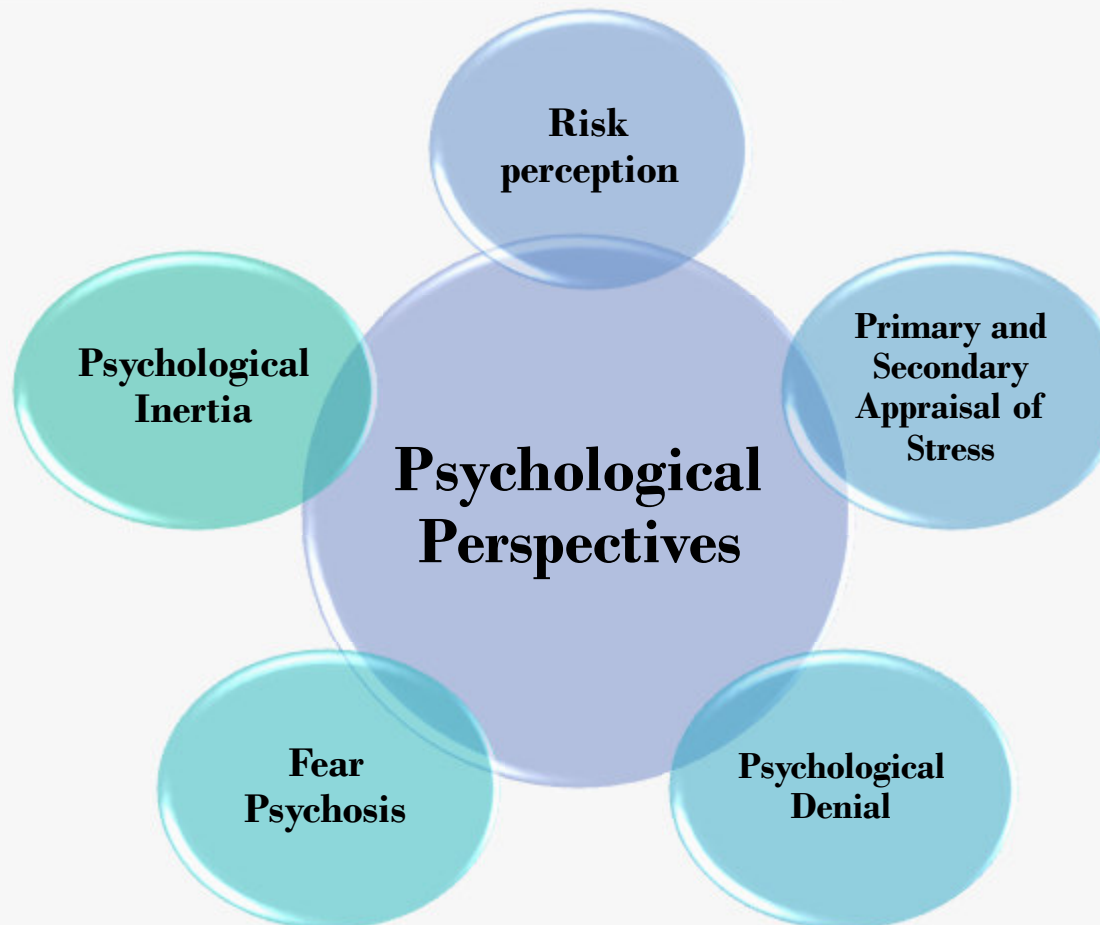 Risk
perception
Primary and
Secondary
Appraisal of
Stress
Psychological
Inertia
Psychological
Perspectives
Fear
Psychosis
Psychological
Denial